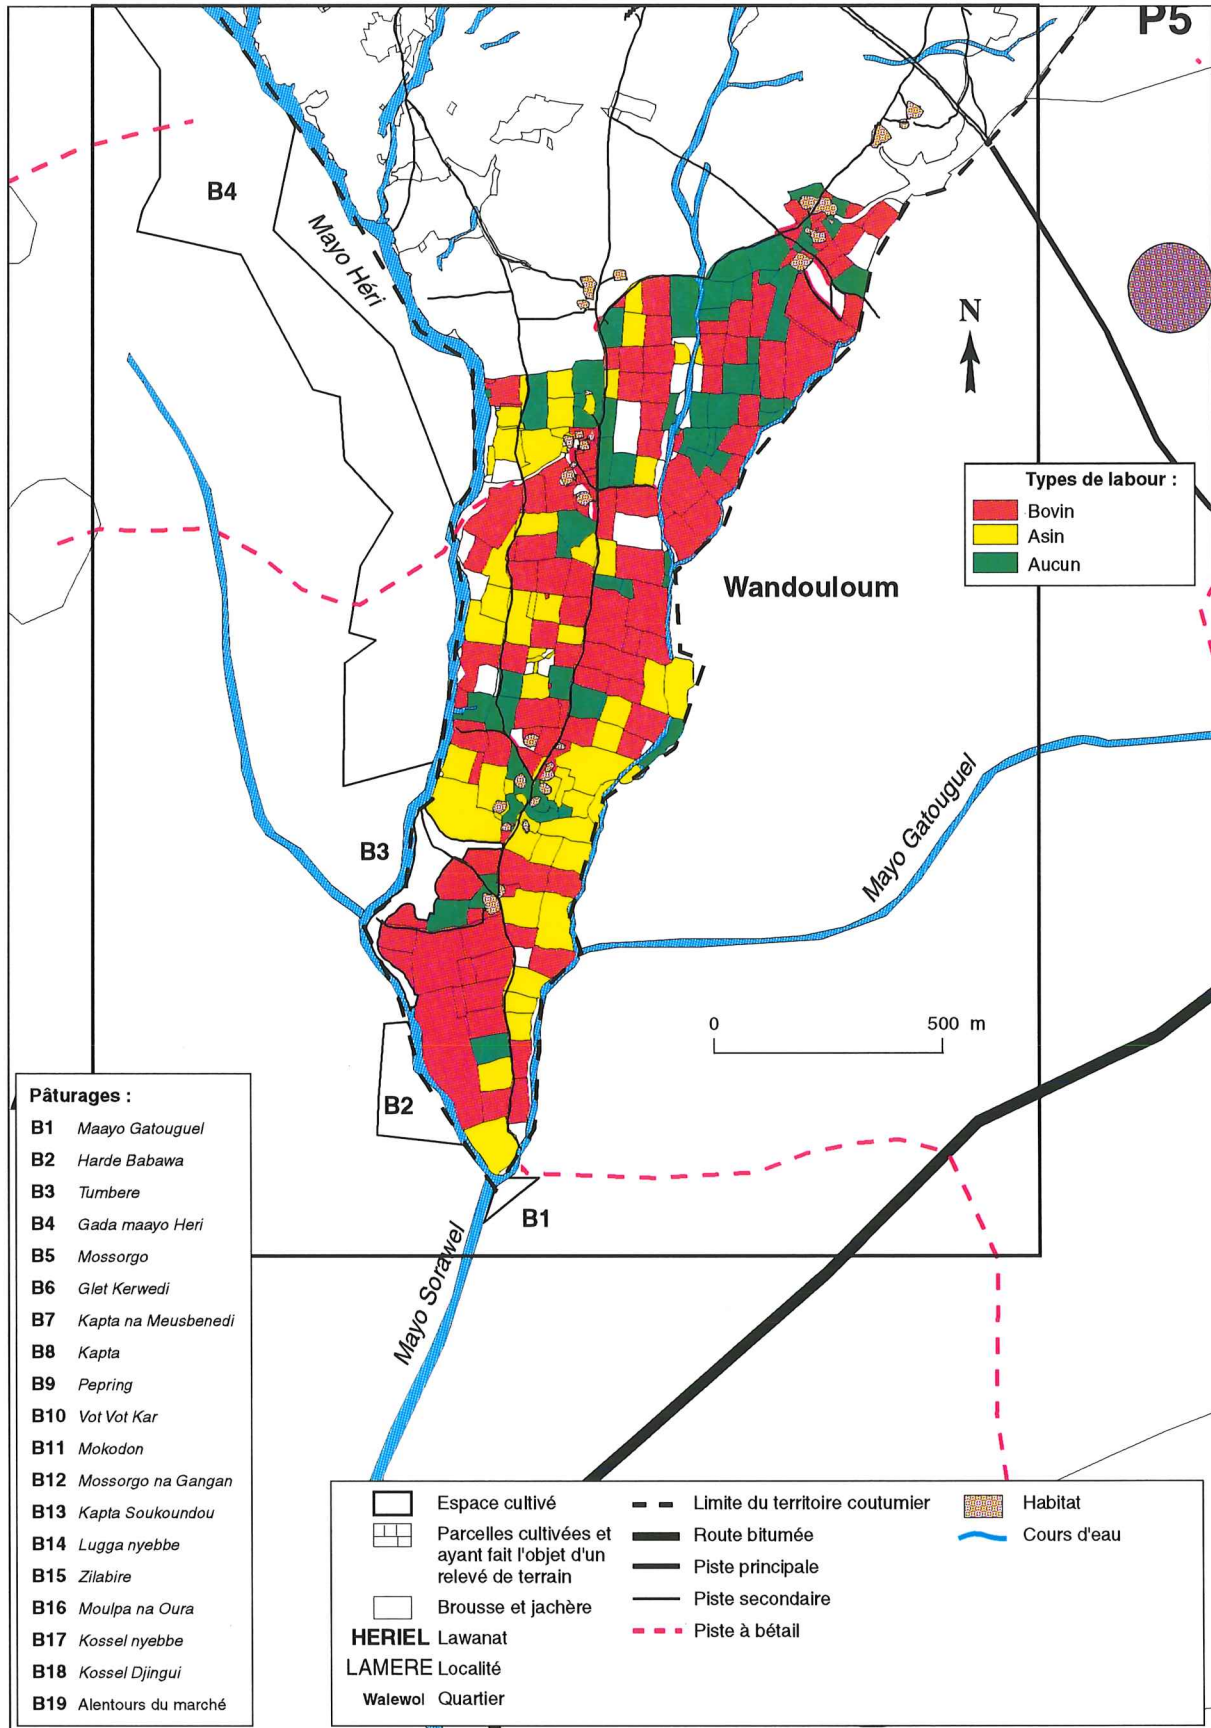 P5
B4
Mayo Héri
N
Types de labour :
Bovin
Asin
Aucun
Wandouloum
Mayo Gatouguel
B3
0 500 m
B2
B1
Mayo Sorawel
Pâturages :
B1 Maayo Gatouguel
B2 Harde Babawa
B3 Tumbere
B4 Gada maayo Heri
B5 Mossorgo
B6 Glet Kerwedi
B7 Kapta na Meusbenedi
B8 Kapta
B9 Pepring
B10 Vot Vot Kar
B11 Mokodon
B12 Mossorgo na Gangan
B13 Kapta Soukoundou
B14 Lugga nyebbe
B15 Zilabire
B16 Moulpa na Oura
B17 Kossel nyebbe
B18 Kossel Djingui
B19 Alentours du marché
Espace cultivé
Parcelles cultivées et
ayant fait l'objet d'un
relevé de terrain
Brousse et jachère
HERIEL Lawanat
LAMERE Localité
Walewol Quartier
Limite du territoire coutumier
Route bitumée
Piste principale
Piste secondaire
Piste à bétail
Habitat
Cours d'eau